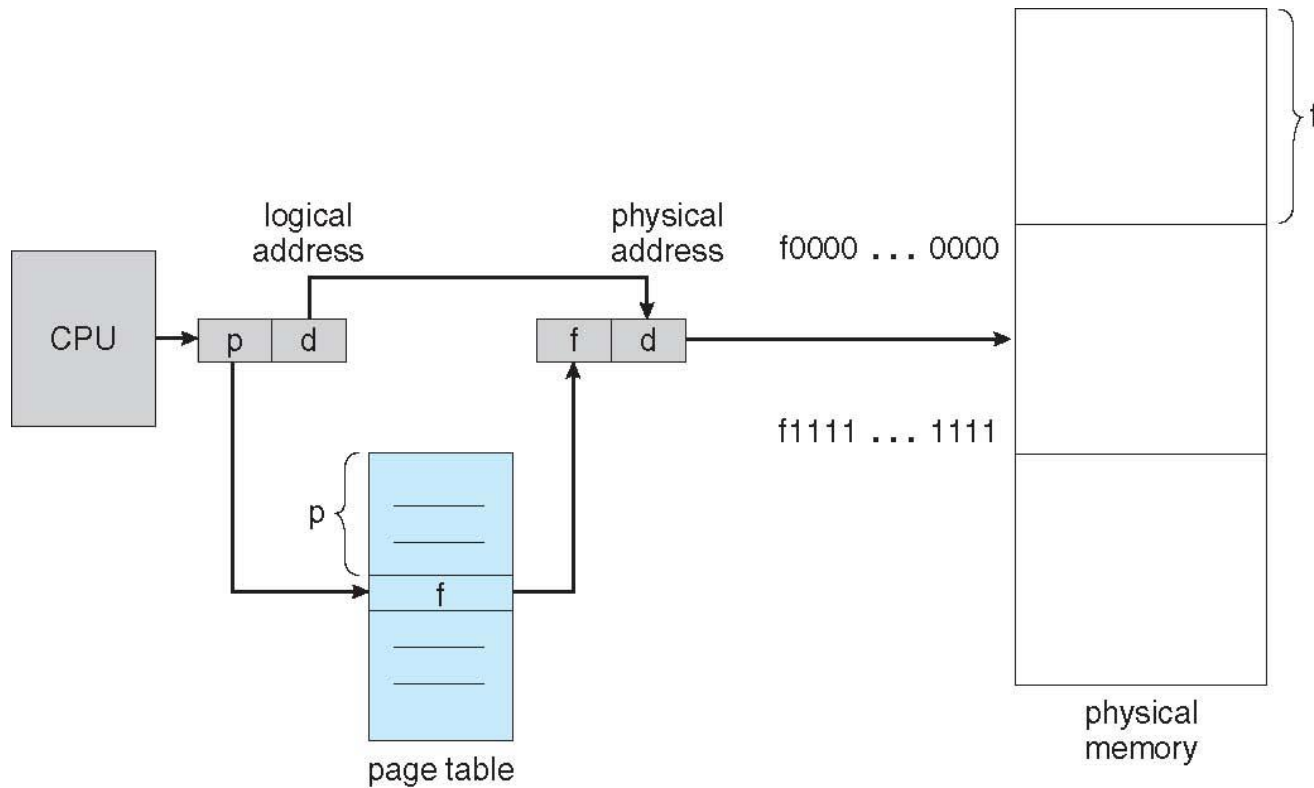 logical
address
physical
address
f
f0000 ... 0000
CPU
p d
f d
f1111 ... 1111
p
f
physical
memory
page table